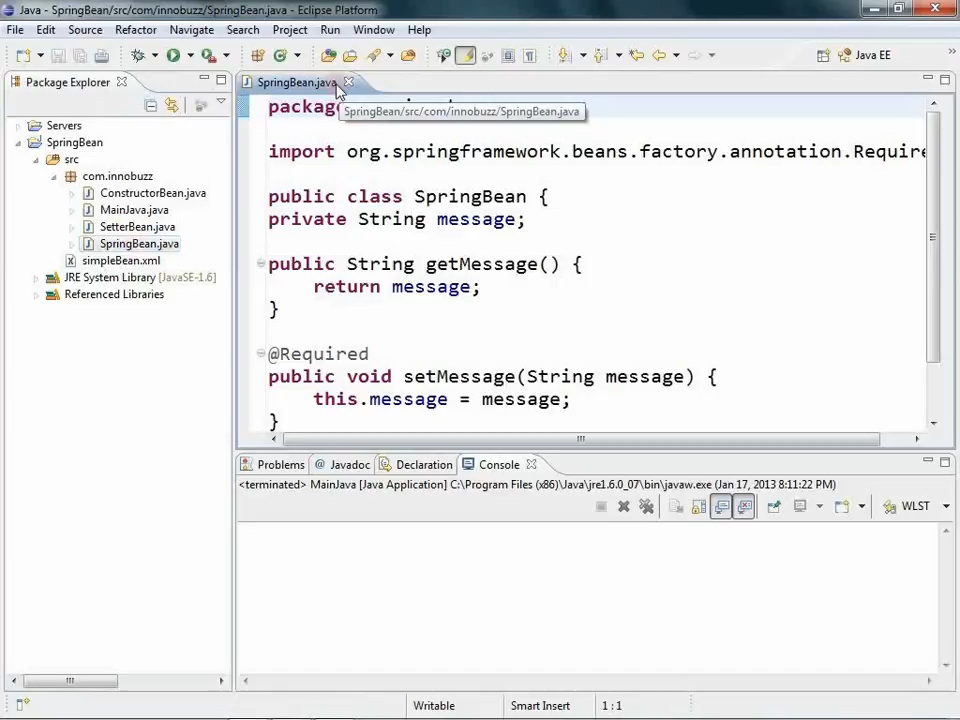 Java - SpringBean/src/com/innobuzz/SpringBean.java - Eclipse Platform
File Edit Source Refactor Navigate Search Project Run Window Help
Java EE
Package Explorer
Servers
SpringBean
src
com.innobuzz
ConstructorBean.java
MainJava.java
SetterBean.java
SpringBean.java
simpleBean.xml
JRE System Library [JavaSE-1.6]
Referenced Libraries
SpringBean.java
package
SpringBean/src/com/innobuzz/SpringBean.java
import org.springframework.beans.factory.annotation.Require
public class SpringBean {
private String message;
public String getMessage() {
return message;
}
@Required
public void setMessage(String message) {
this.message = message;
}
Problems @ Javadoc Declaration Console
<terminated> MainJava [Java Application] C:\Program Files (x86)\Java\jre1.6.0_07\bin\javaw.exe (Jan 17, 2013 8:11:22 PM)
WLST
Writable Smart Insert 1 : 1